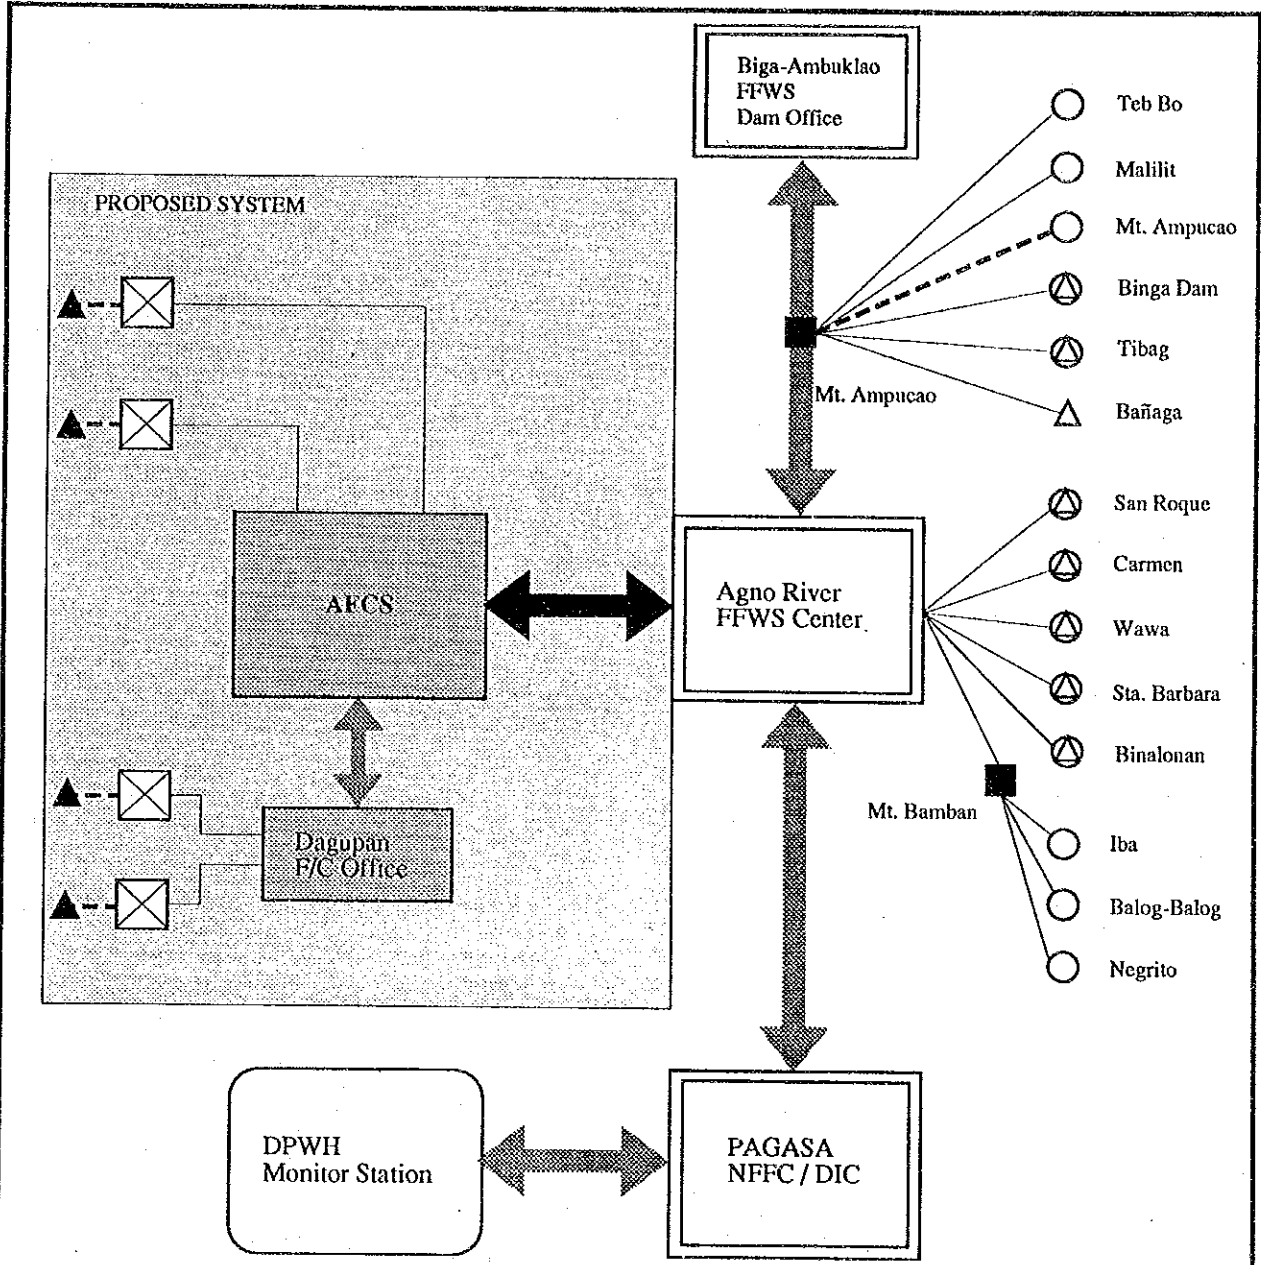 Biga-Ambuklao
FFWS
Dam Office
Teb Bo
Malilit
Mt. Ampucao
Binga Dam
Tibag
Bañaga
Mt. Ampucao
PROPOSED SYSTEM
AFCS
Agno River
FFWS Center
San Roque
Carmen
Wawa
Sta. Barbara
Binalonan
Mt. Bamban
Iba
Balog-Balog
Negrito
Dagupan
F/C Office
DPWH
Monitor Station
PAGASA
NFFC / DIC